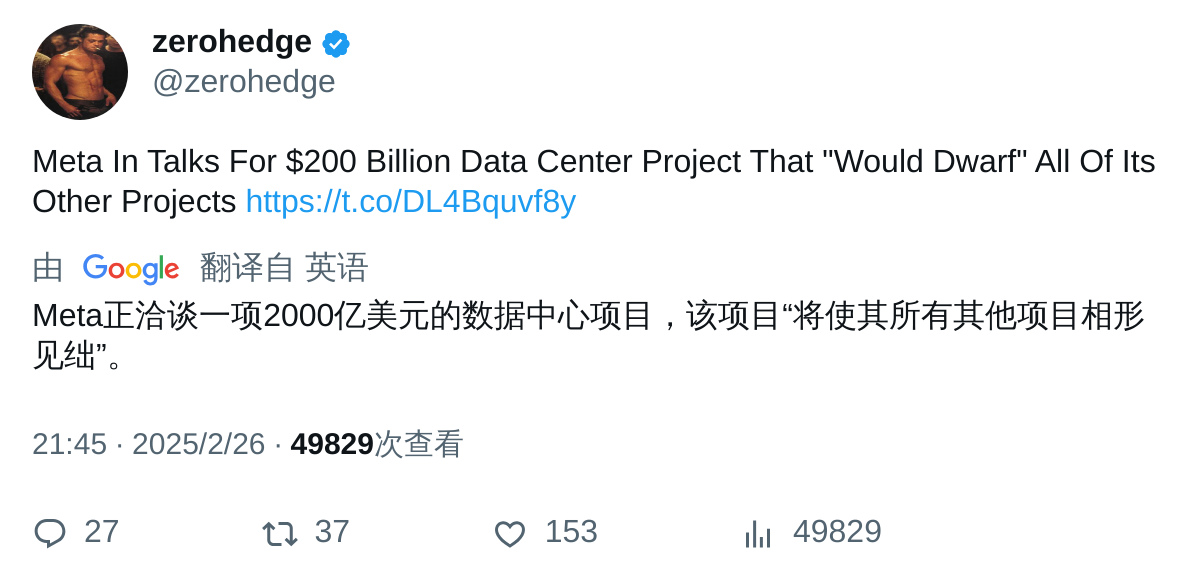 zerohedge
@zerohedge
Meta In Talks For $200 Billion Data Center Project That "Would Dwarf" All Of Its
Other Projects https://t.co/DL4Bquvf8y
由 Google 翻译自 英语
Meta正洽谈一项2000亿美元的数据中心项目，该项目“将使其所有其他项目相形
见绌”。
21:45 · 2025/2/26 · 49829次查看
27 37 153 49829